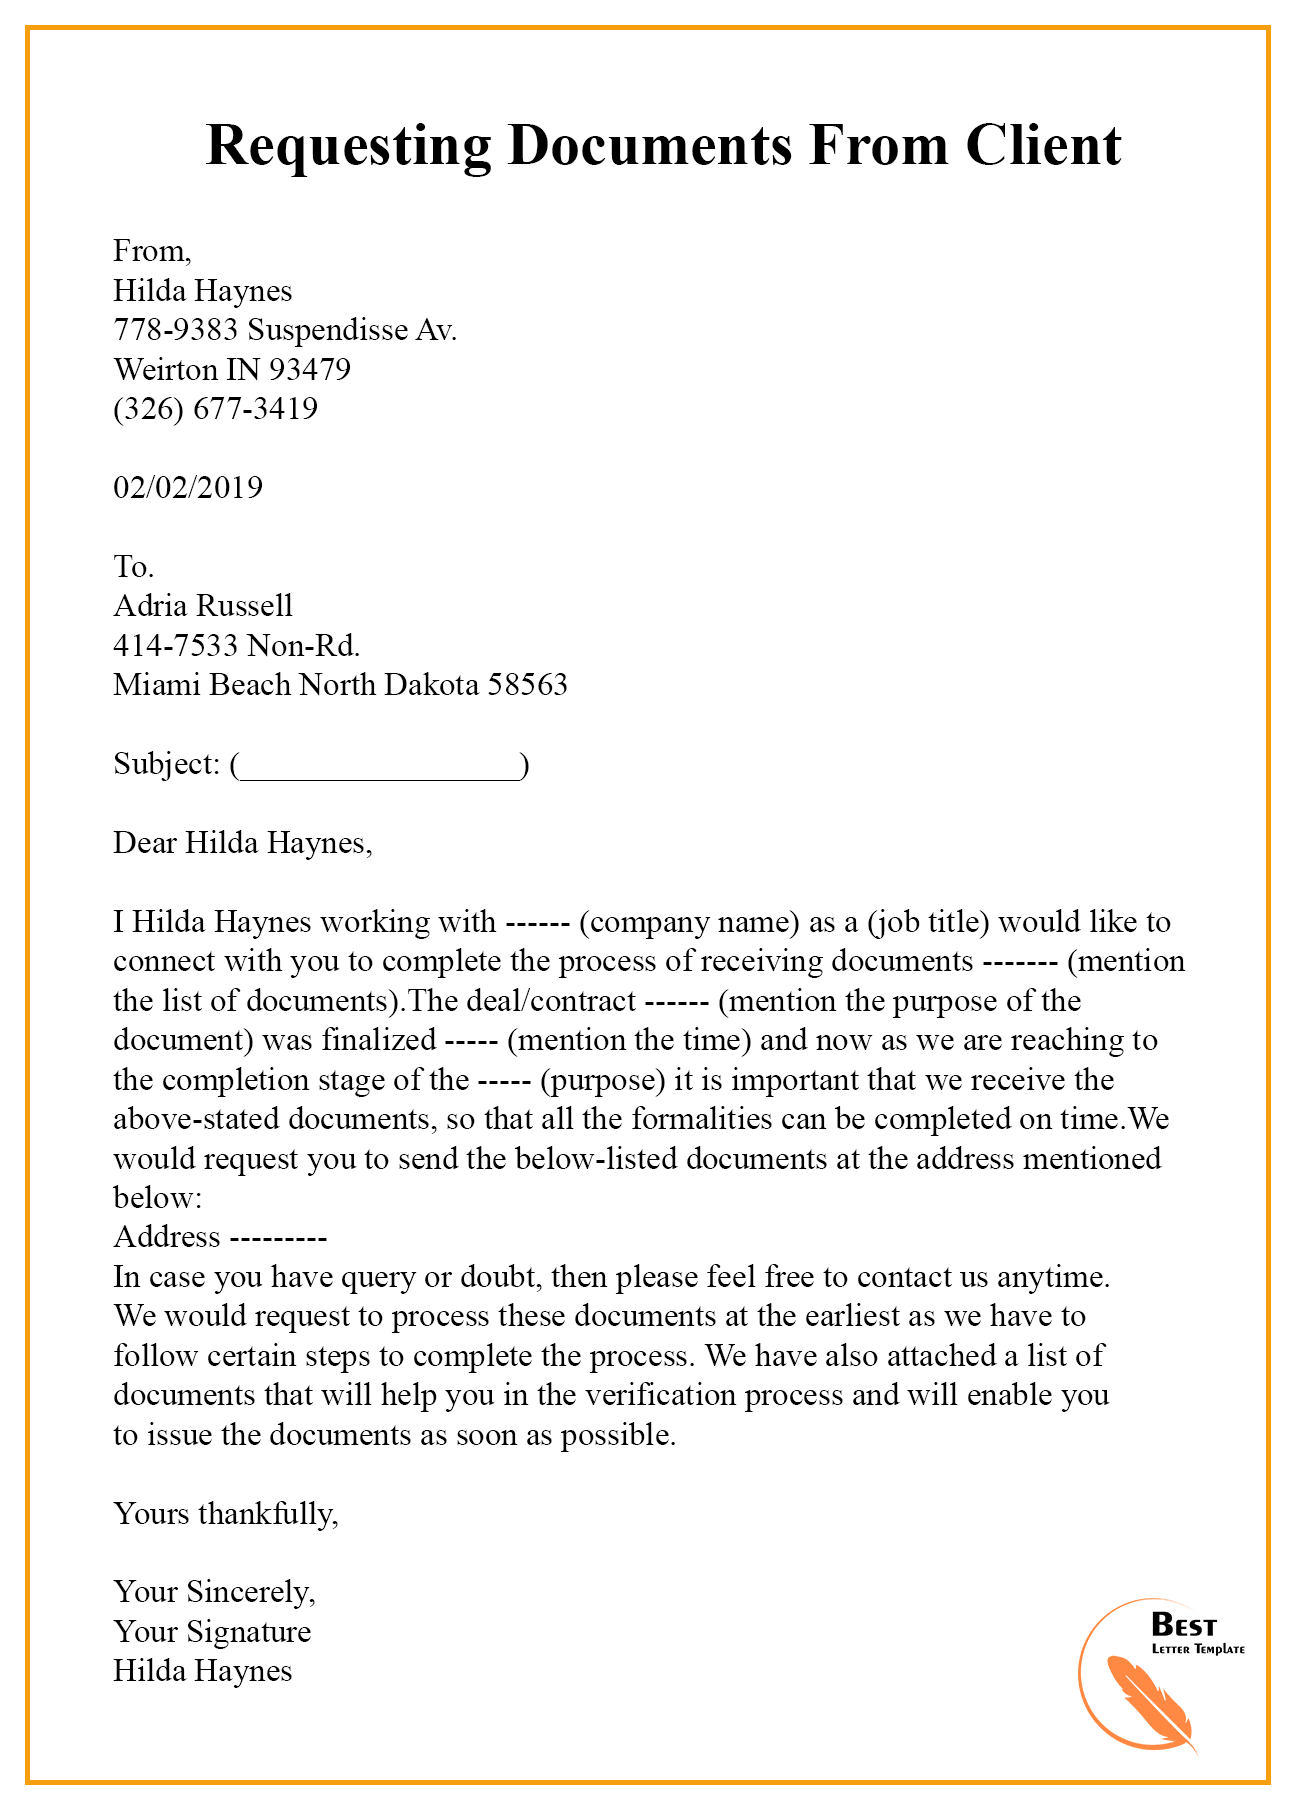 Requesting Documents From Client
From,
Hilda Haynes
778-9383 Suspendisse Av.
Weirton IN 93479
(326) 677-3419
02/02/2019
To.
Adria Russell
414-7533 Non-Rd.
Miami Beach North Dakota 58563
Subject: (_________________)
Dear Hilda Haynes,
I Hilda Haynes working with ------ (company name) as a (job title) would like to
connect with you to complete the process of receiving documents ------- (mention
the list of documents).The deal/contract ------ (mention the purpose of the
document) was finalized ----- (mention the time) and now as we are reaching to
the completion stage of the ----- (purpose) it is important that we receive the
above-stated documents, so that all the formalities can be completed on time.We
would request you to send the below-listed documents at the address mentioned
below:
Address ---------
In case you have query or doubt, then please feel free to contact us anytime.
We would request to process these documents at the earliest as we have to
follow certain steps to complete the process. We have also attached a list of
documents that will help you in the verification process and will enable you
to issue the documents as soon as possible.
Yours thankfully,
Your Sincerely,
Your Signature
Hilda Haynes
BEST
LETTER TEMPLATE